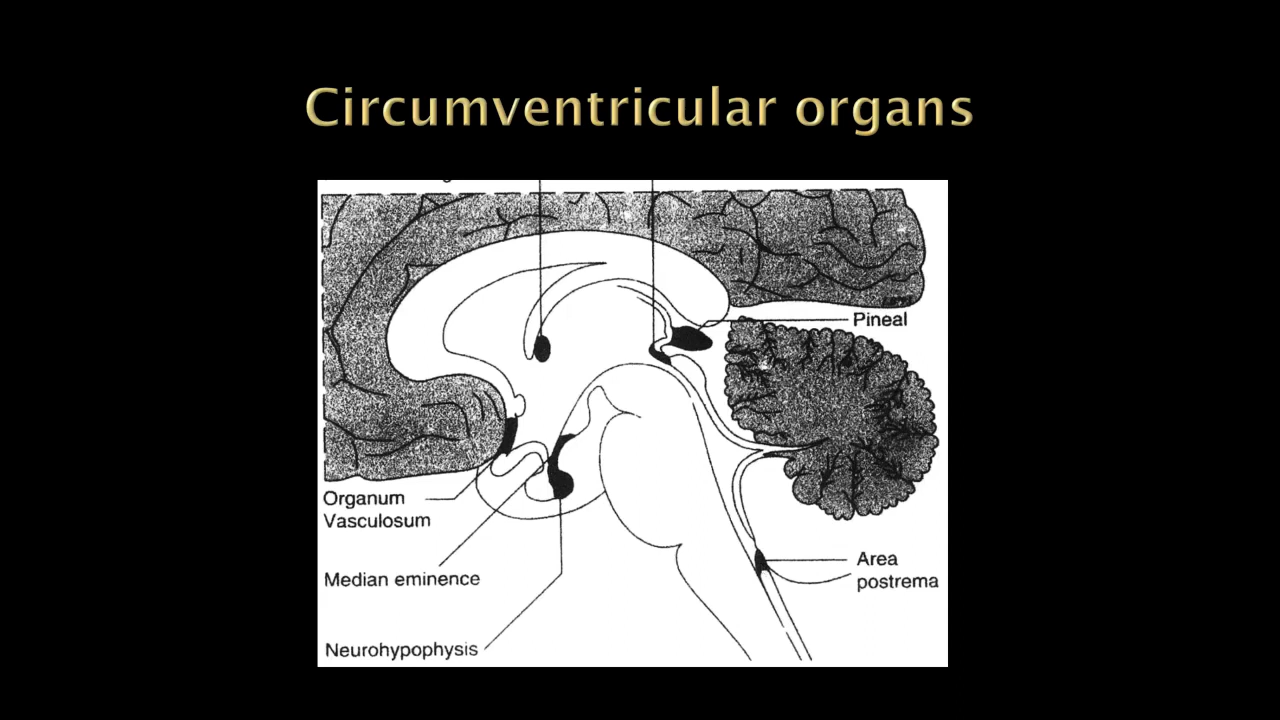 Circumventricular organs
Pineal
Organum
Vasculosum
Median eminence
Area
postrema
Neurohypophysis